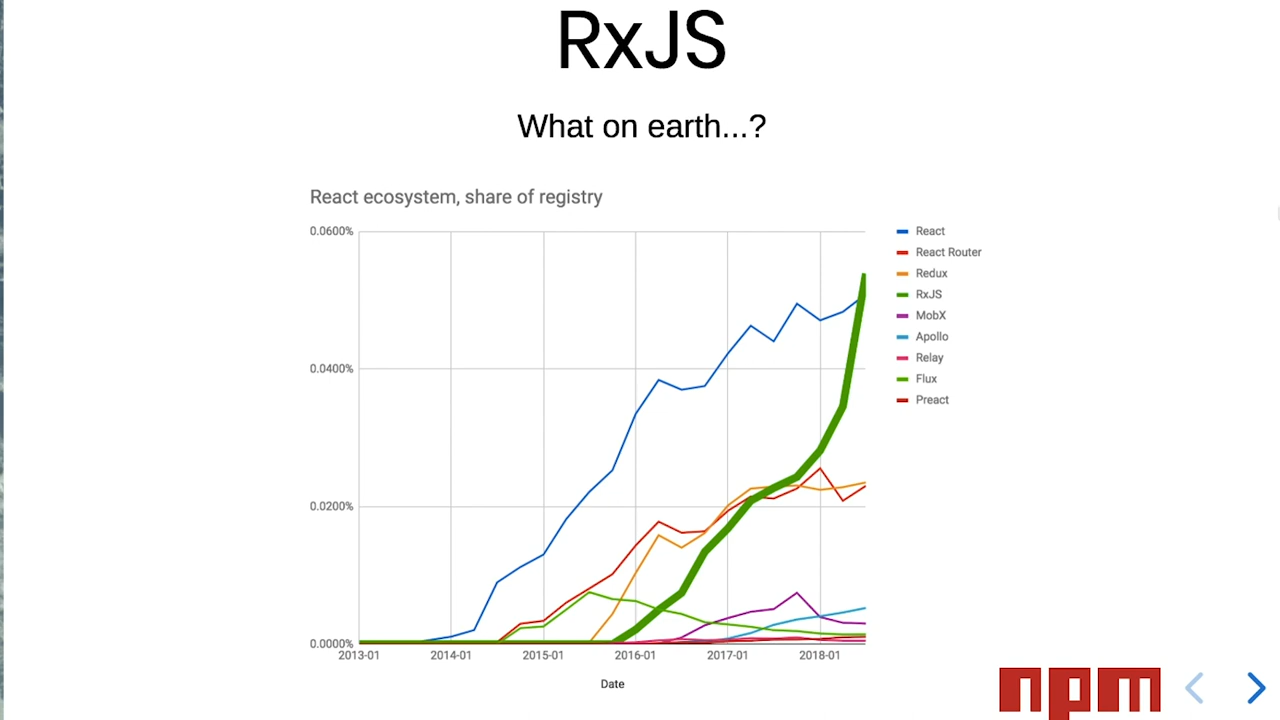 RxJS
What on earth...?
React ecosystem, share of registry
0.0600%
0.0400%
0.0200%
0.0000%
2013-01 2014-01 2015-01 2016-01 2017-01 2018-01
Date
React
React Router
Redux
RxJS
MobX
Apollo
Relay
Flux
Preact
npm